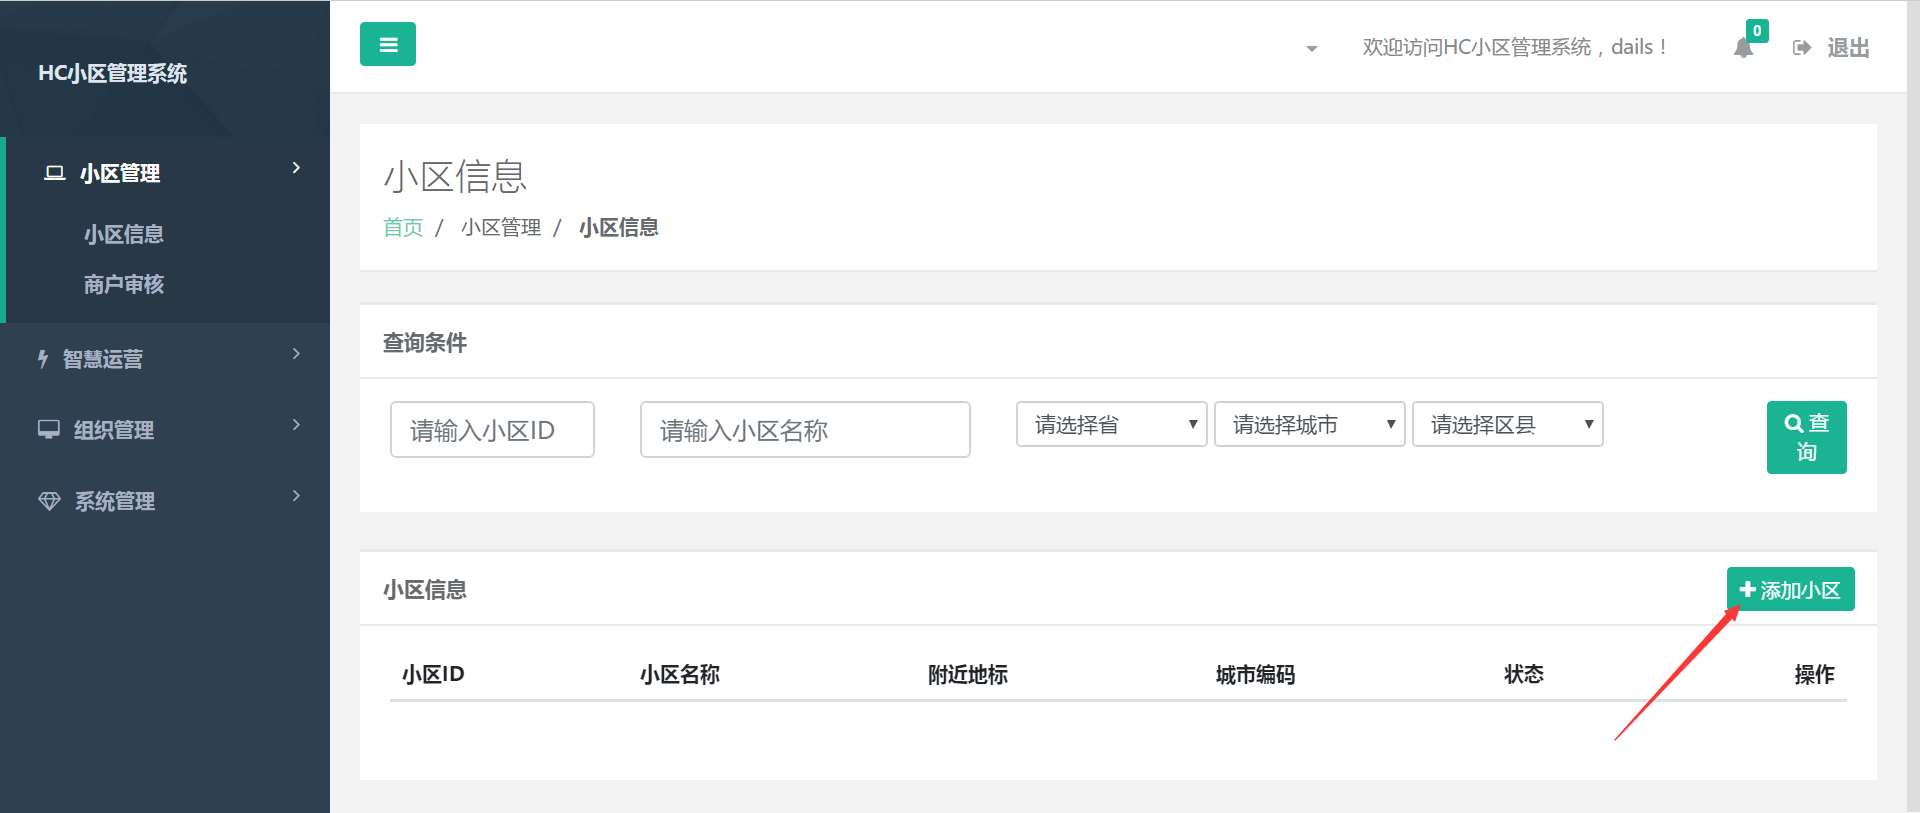 HC小区管理系统
小区管理
小区信息
商户审核
智慧运营
组织管理
系统管理
欢迎访问HC小区管理系统，dails！
0
退出
小区信息
首页 / 小区管理 / 小区信息
查询条件
请输入小区ID
请输入小区名称
请选择省
请选择城市
请选择区县
查
询
小区信息
添加小区
小区ID 小区名称 附近地标 城市编码 状态 操作